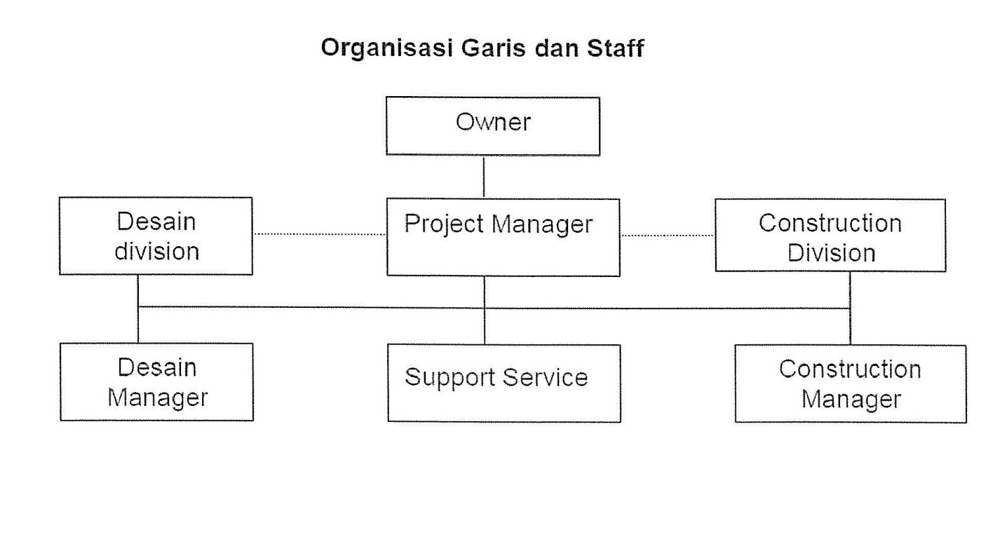 Organisasi Garis dan Staff
Owner
Desain
division
Project Manager
Construction
Division
Desain
Manager
Support Service
Construction
Manager